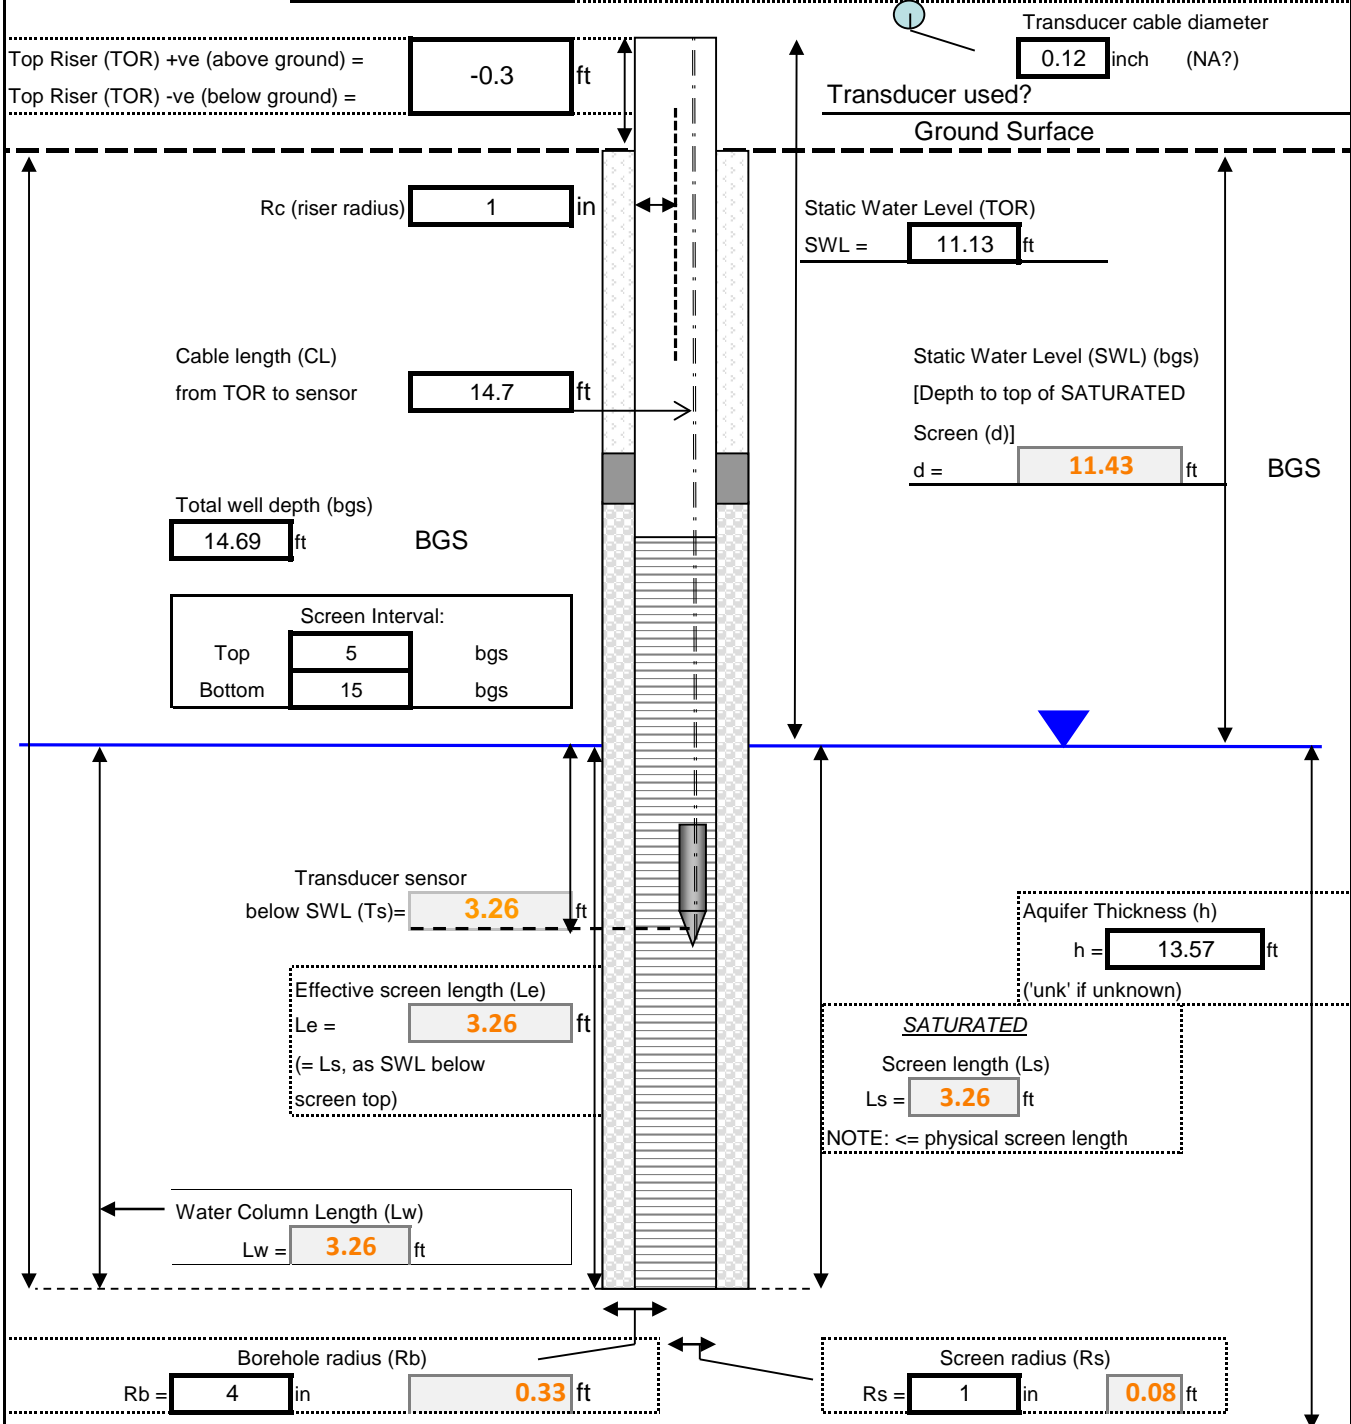 Transducer cable diameter
0.12 inch (NA?)
Top Riser (TOR) +ve (above ground) =
-0.3 ft
Top Riser (TOR) -ve (below ground) =
Transducer used?
Ground Surface
Rc (riser radius) 1 in
Static Water Level (TOR)
SWL = 11.13 ft
Cable length (CL)
from TOR to sensor 14.7 ft
Static Water Level (SWL) (bgs)
[Depth to top of SATURATED
Screen (d)]
d = 11.43 ft BGS
Total well depth (bgs)
14.69 ft BGS
Screen Interval:
Top 5 bgs
Bottom 15 bgs
Transducer sensor
below SWL (Ts)= 3.26 ft
Aquifer Thickness (h)
h = 13.57 ft
('unk' if unknown)
Effective screen length (Le)
Le = 3.26 ft
(= Ls, as SWL below
screen top)
SATURATED
Screen length (Ls)
Ls = 3.26 ft
NOTE: <= physical screen length
Water Column Length (Lw)
Lw = 3.26 ft
Borehole radius (Rb)
Rb = 4 in 0.33 ft
Screen radius (Rs)
Rs = 1 in 0.08 ft